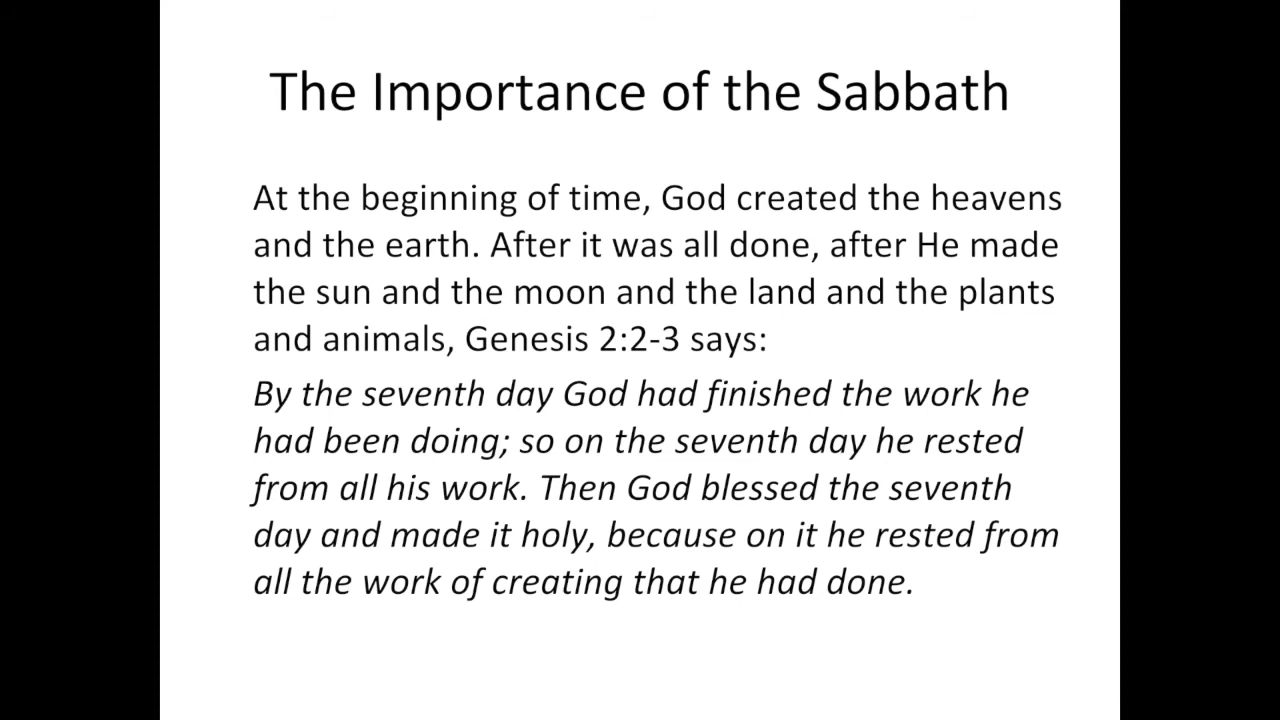 The Importance of the Sabbath
At the beginning of time, God created the heavens
and the earth. After it was all done, after He made
the sun and the moon and the land and the plants
and animals, Genesis 2:2-3 says:
By the seventh day God had finished the work he
had been doing; so on the seventh day he rested
from all his work. Then God blessed the seventh
day and made it holy, because on it he rested from
all the work of creating that he had done.